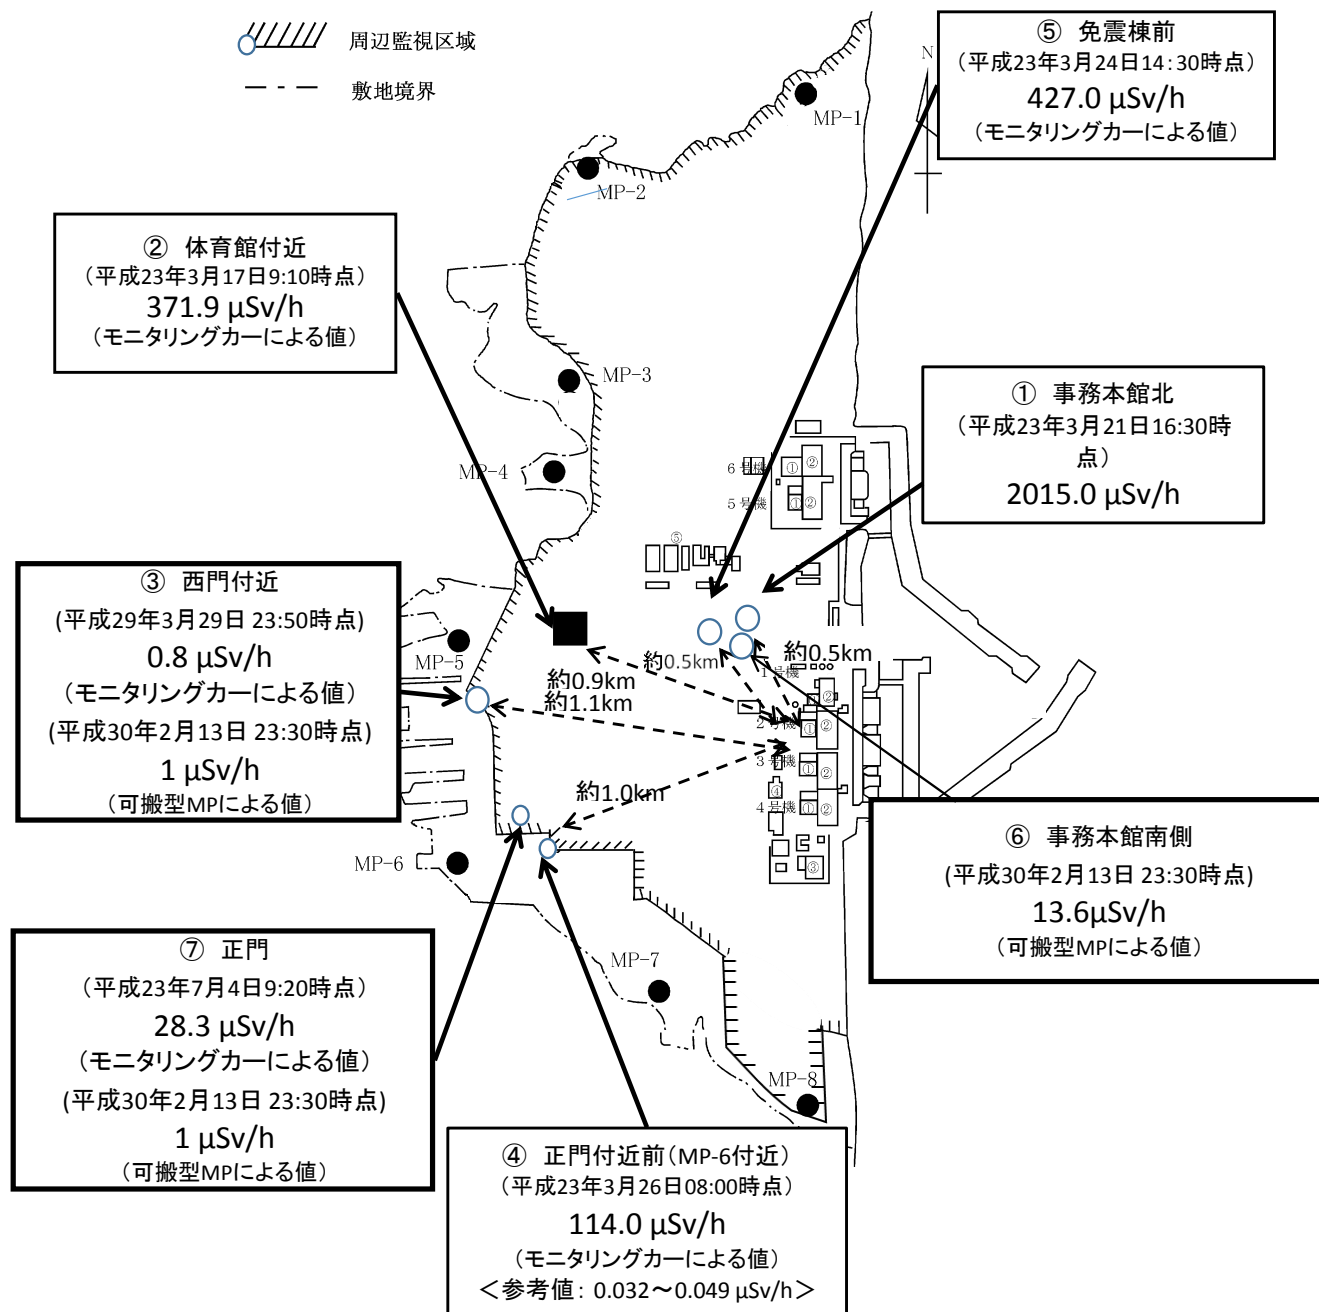 周辺監視区域
敷地境界
N
⑤ 免震棟前
(平成23年3月24日14:30時点)
427.0 μSv/h
(モニタリングカーによる値)
MP-1
MP-2
② 体育館付近
(平成23年3月17日9:10時点)
371.9 μSv/h
(モニタリングカーによる値)
MP-3
MP-4
① 事務本館北
(平成23年3月21日16:30時
点)
2015.0 μSv/h
6号機
① ②
5号機
① ②
⑤
③ 西門付近
(平成29年3月29日 23:50時点)
0.8 μSv/h
(モニタリングカーによる値)
(平成30年2月13日 23:30時点)
1 μSv/h
(可搬型MPによる値)
MP-5
約0.9km
約1.1km
約0.5km
約0.5km
1号機
②
2号機
① ②
3号機
① ②
④
4号機
① ②
③
約1.0km
MP-6
⑥ 事務本館南側
(平成30年2月13日 23:30時点)
13.6μSv/h
(可搬型MPによる値)
⑦ 正門
(平成23年7月4日9:20時点)
28.3 μSv/h
(モニタリングカーによる値)
(平成30年2月13日 23:30時点)
1 μSv/h
(可搬型MPによる値)
MP-7
MP-8
④ 正門付近前(MP-6付近)
(平成23年3月26日08:00時点)
114.0 μSv/h
(モニタリングカーによる値)
<参考値: 0.032～0.049 μSv/h>